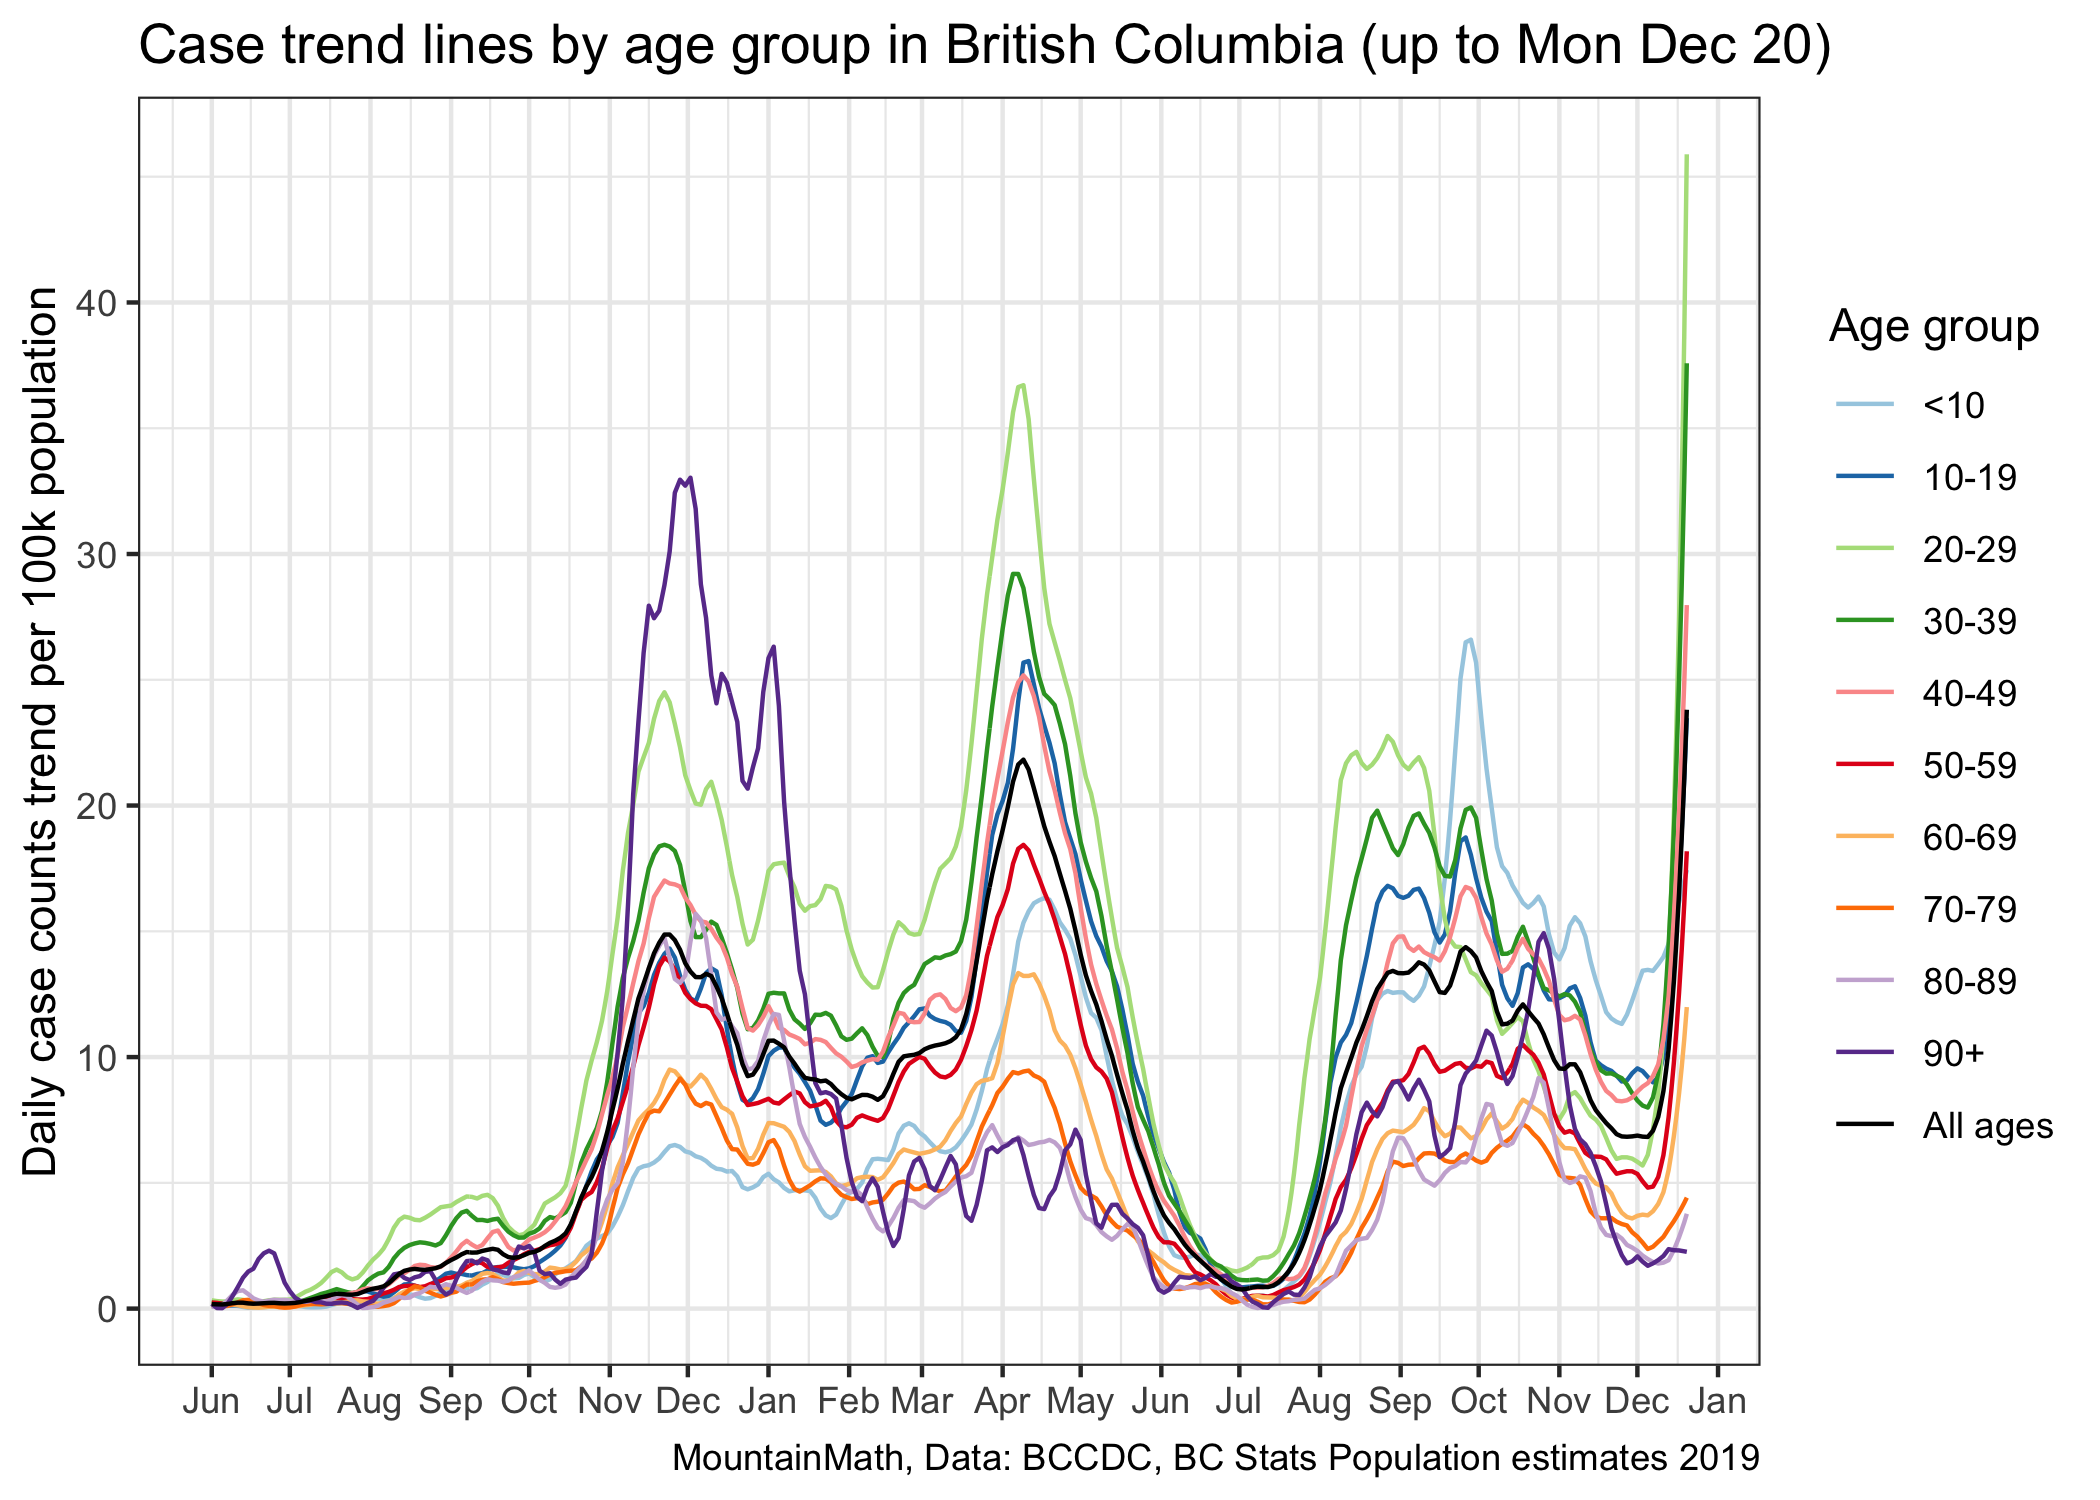 Case trend lines by age group in British Columbia (up to Mon Dec 20)
Daily case counts trend per 100k population
40
30
20
10
0
Jun Jul Aug Sep Oct Nov Dec Jan Feb Mar Apr May Jun Jul Aug Sep Oct Nov Dec Jan
Age group
<10
10-19
20-29
30-39
40-49
50-59
60-69
70-79
80-89
90+
All ages
MountainMath, Data: BCCDC, BC Stats Population estimates 2019